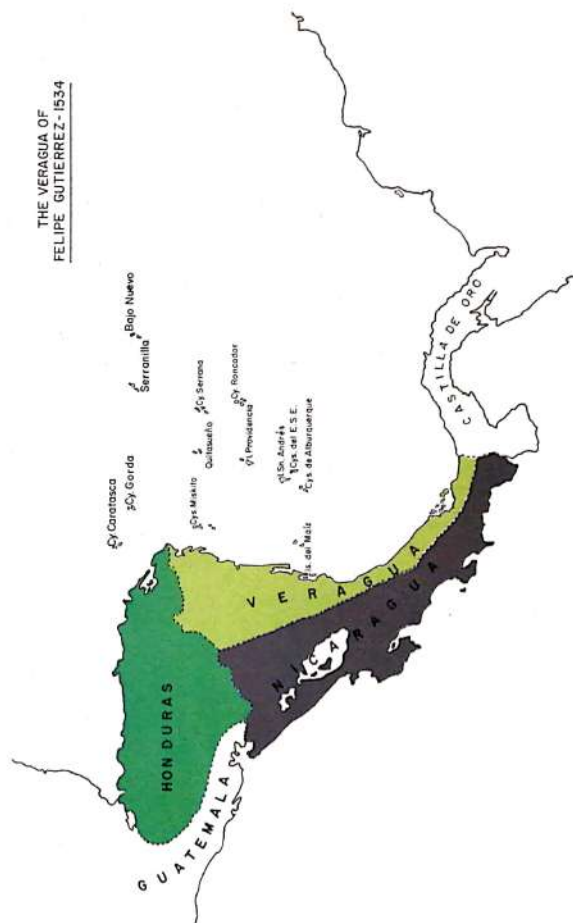 THE VERAGUA OF
FELIPE GUTIERREZ-1534
Cy. Caratasca
Cy. Gorda
Serranilla
Bajo Nuevo
Cys. Miskito
Quitasueño
Cy. Serrana
I. Providencia
Cy. Roncador
I. Sn. Andrés
Cys. del E.S.E.
Cys. de Alburquerque
Is. del Maíz
HONDURAS
VERAGUA
NICARAGUA
GUATEMALA
CASTILLA DE ORO